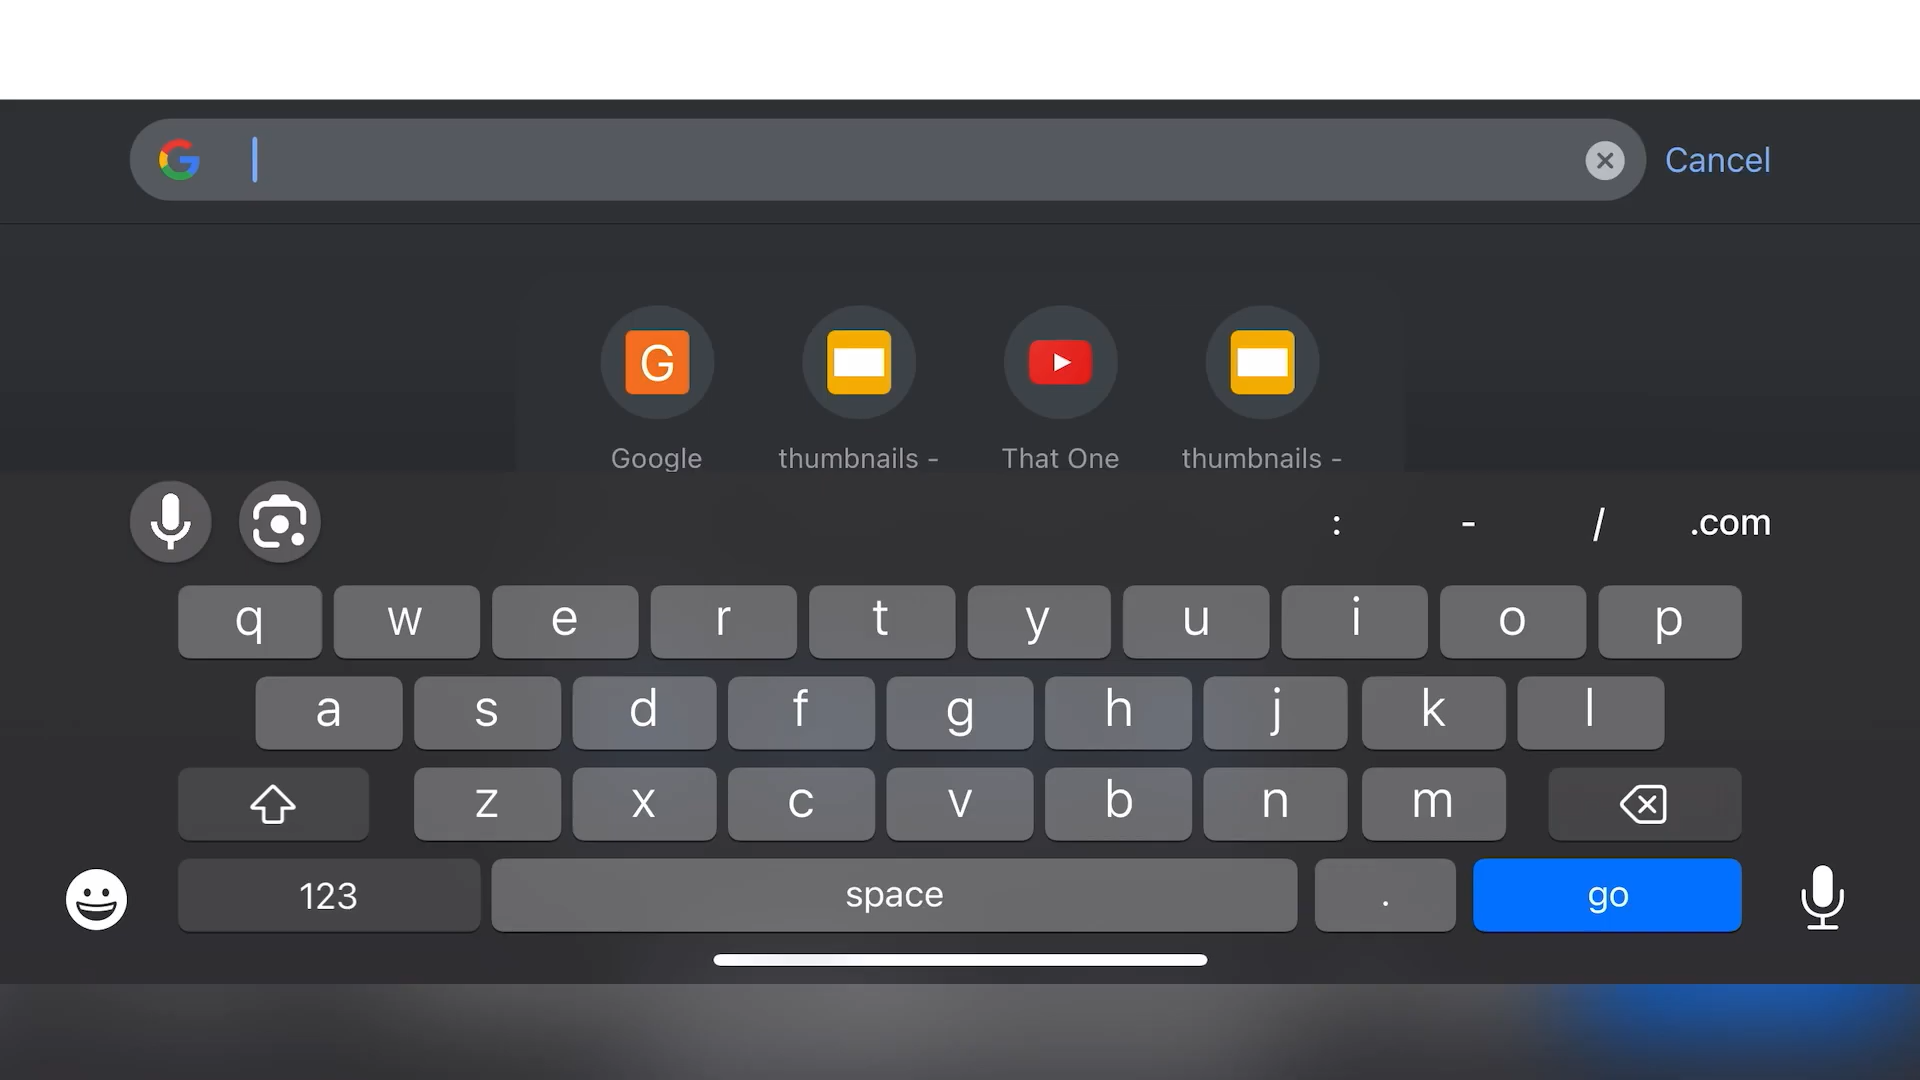 Cancel
G
Google thumbnails - That One thumbnails -
: - / .com
q w e r t y u i o p
a s d f g h j k l
z x c v b n m
123 space . go